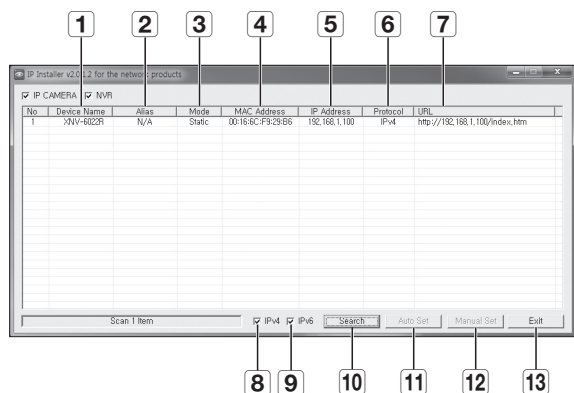 1 2 3 4 5 6 7
IP Installer v2.0.1.2 for the network products
IP CAMERA NVR
No Device Name Alias Mode MAC Address IP Address Protocol URL
1 XNV-6022R N/A Static 00:16:6C:F9:29:B6 192,168,1,100 IPv4 http://192,168,1,100/index,htm
Scan 1 Item IPv4 IPv6 Search Auto Set Manual Set Exit
8 9 10 11 12 13